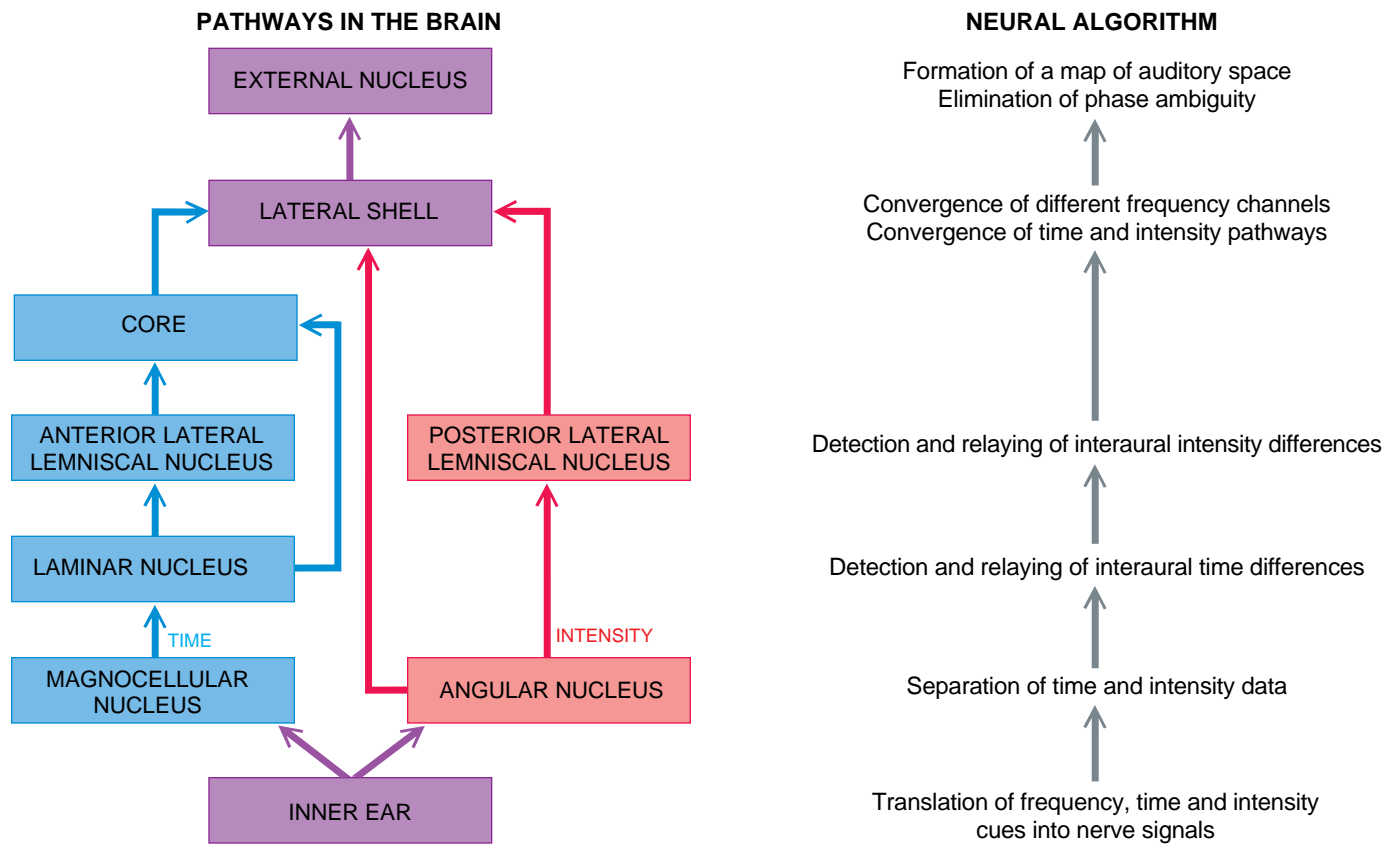 PATHWAYS IN THE BRAIN
EXTERNAL NUCLEUS
LATERAL SHELL
CORE
ANTERIOR LATERAL
LEMNISCAL NUCLEUS
POSTERIOR LATERAL
LEMNISCAL NUCLEUS
LAMINAR NUCLEUS
TIME
INTENSITY
MAGNOCELLULAR
NUCLEUS
ANGULAR NUCLEUS
INNER EAR
NEURAL ALGORITHM
Formation of a map of auditory space
Elimination of phase ambiguity
Convergence of different frequency channels
Convergence of time and intensity pathways
Detection and relaying of interaural intensity differences
Detection and relaying of interaural time differences
Separation of time and intensity data
Translation of frequency, time and intensity
cues into nerve signals